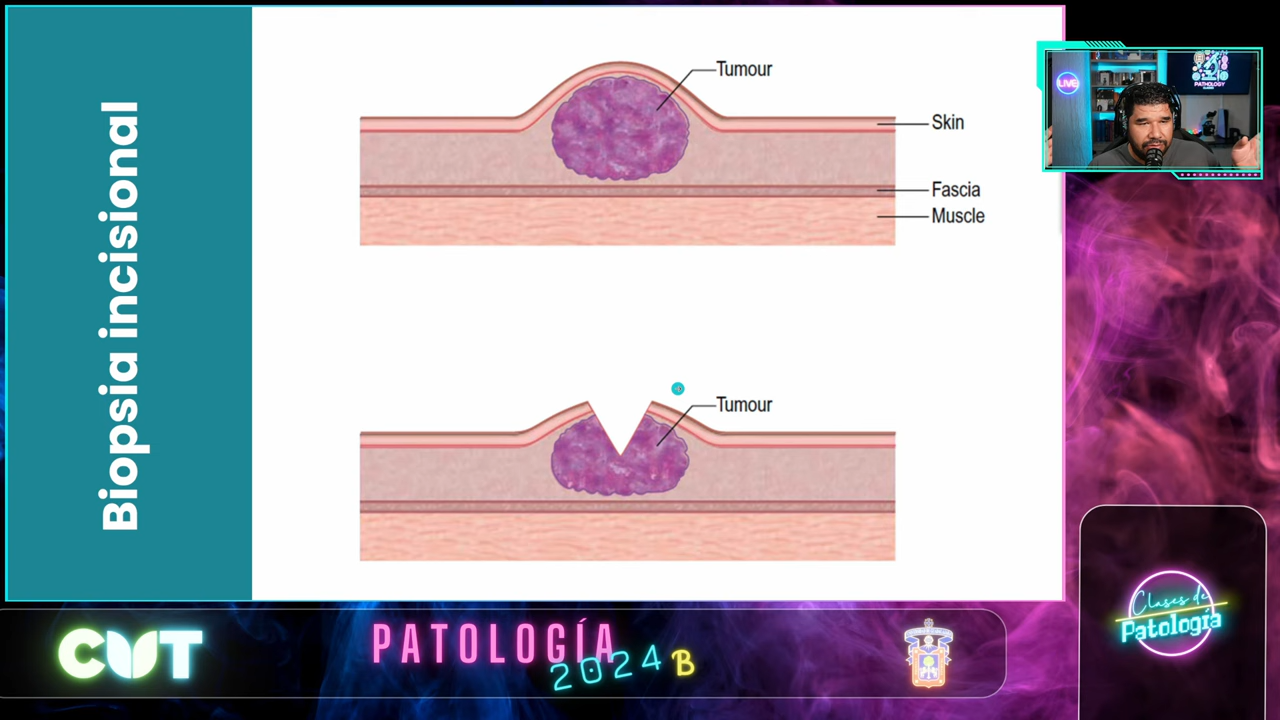 Biopsia incisional
Tumour
Skin
Fascia
Muscle
Tumour
LIVE
PATHOLOGY
CUT
PATOLOGÍA
2024B
Clases de
Patología